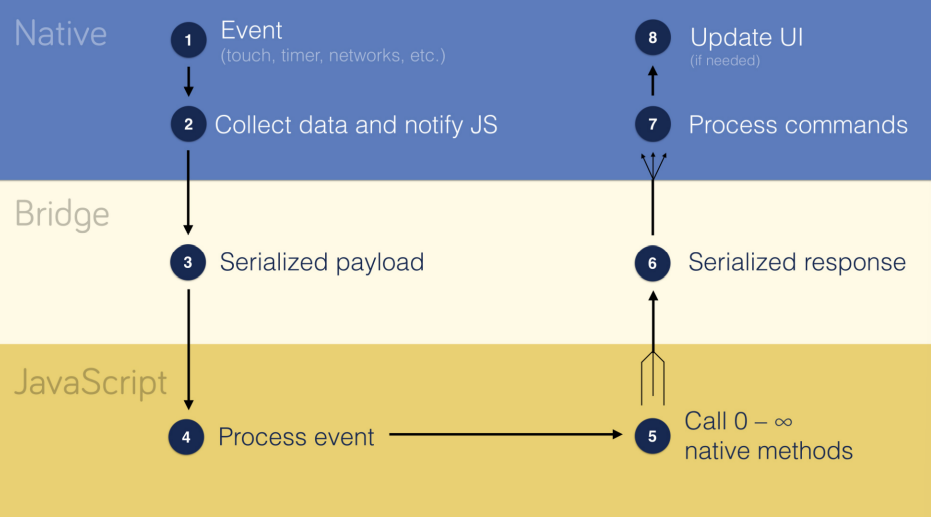 Native
1 Event
(touch, timer, networks, etc.)
2 Collect data and notify JS
8 Update UI
(if needed)
7 Process commands
Bridge
3 Serialized payload
6 Serialized response
JavaScript
4 Process event
5 Call 0 – ∞
native methods